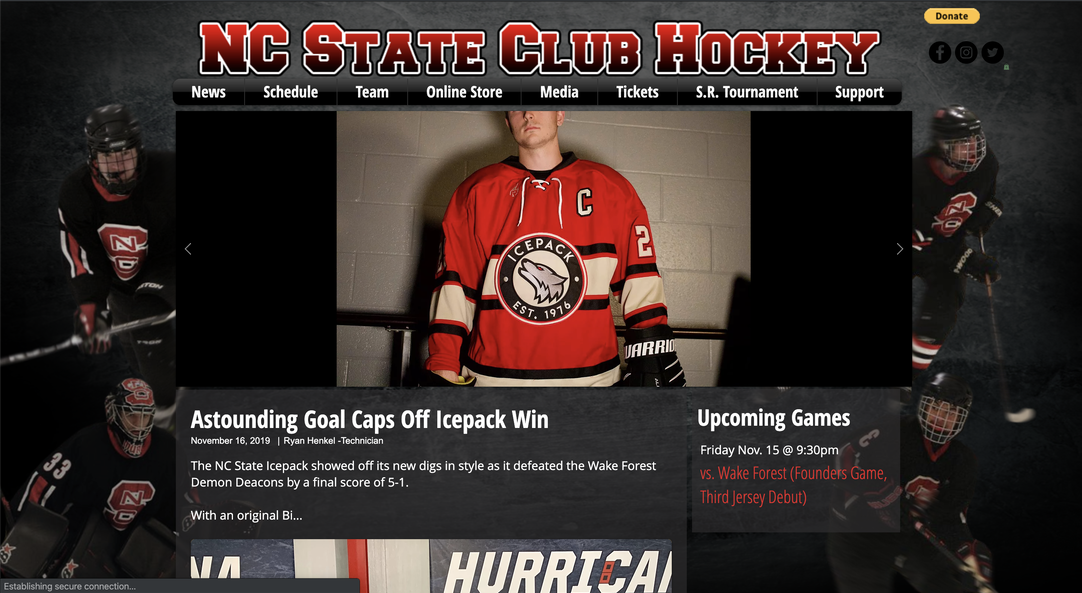 Donate
NC STATE CLUB HOCKEY
News Schedule Team Online Store Media Tickets S.R. Tournament Support
C
2
ICEPACK
EST. 1976
WARRIO
33
Astounding Goal Caps Off Icepack Win
November 16, 2019 | Ryan Henkel -Technician
The NC State Icepack showed off its new digs in style as it defeated the Wake Forest
Demon Deacons by a final score of 5-1.
With an original Bi...
Upcoming Games
Friday Nov. 15 @ 9:30pm
vs. Wake Forest (Founders Game,
Third Jersey Debut)
NA
HURRICA
Establishing secure connection...